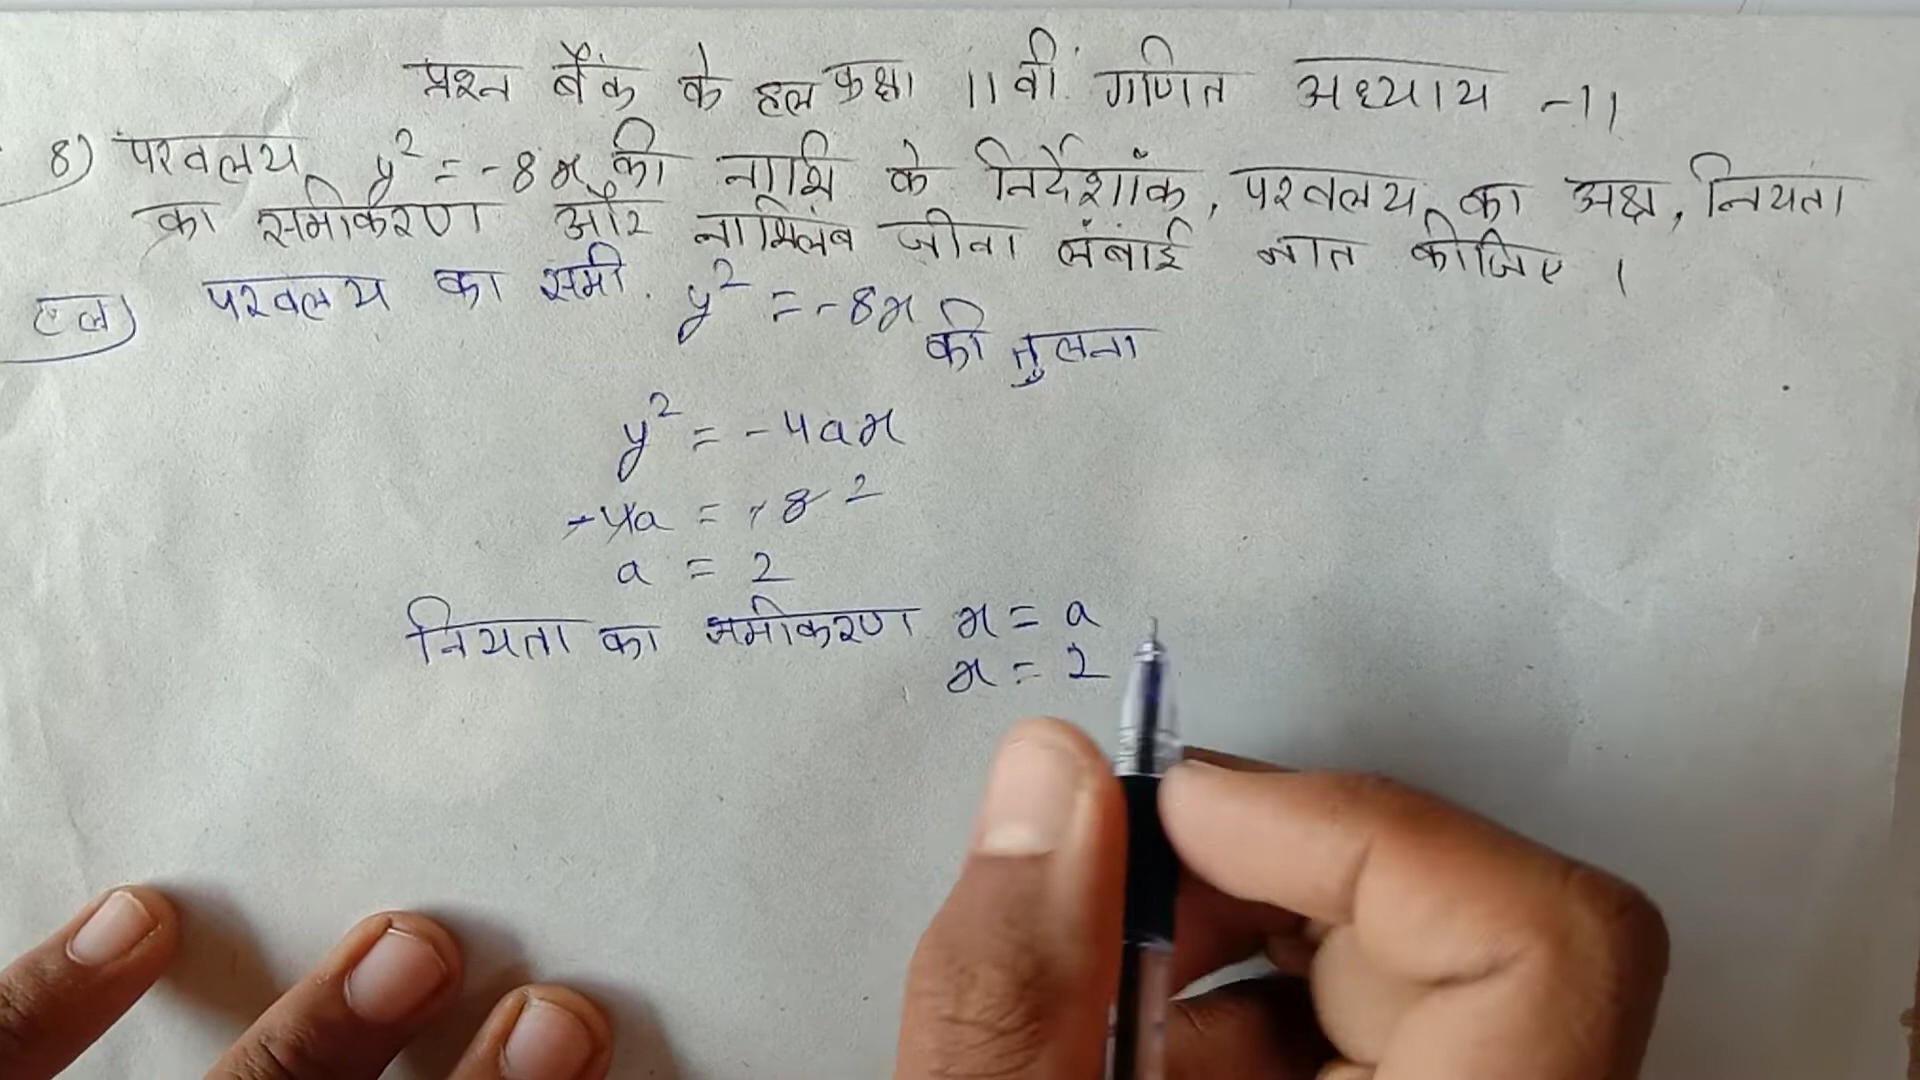 प्रश्न बैंक के हल कक्षा 11वीं गणित अध्याय -11
8) परवलय y² = -8x की नाभि के निर्देशांक, परवलय का अक्ष, नियता
का समीकरण और नाभिलंब जीवा लंबाई ज्ञात कीजिए ।
हल) परवलय का समी. y² = -8x
की तुलना
y² = -4ax
-4a = -8 2
a = 2
नियता का समीकरण x = a
x = 2